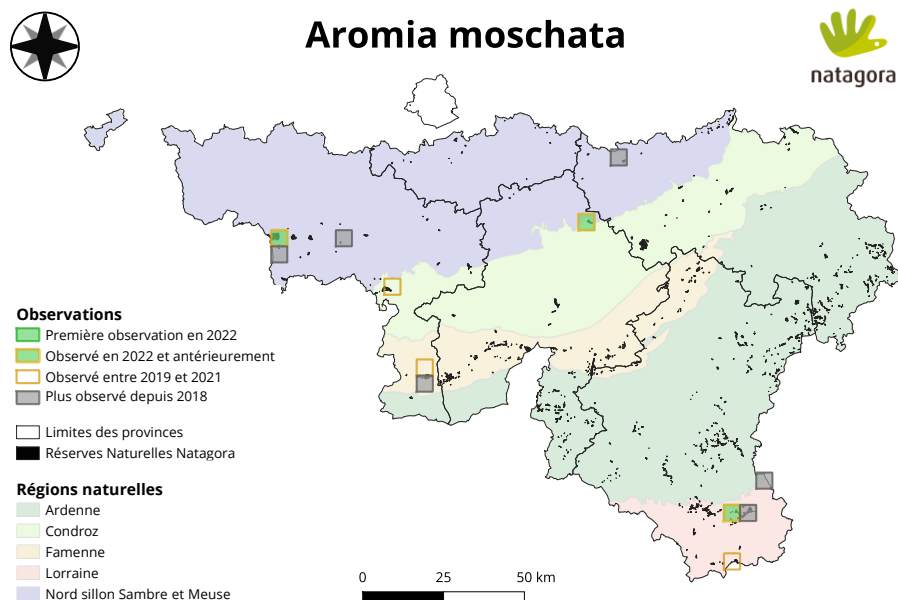 Aromia moschata
natagora
Observations
Première observation en 2022
Observé en 2022 et antérieurement
Observé entre 2019 et 2021
Plus observé depuis 2018
Limites des provinces
Réserves Naturelles Natagora
Régions naturelles
Ardenne
Condroz
Famenne
Lorraine
Nord sillon Sambre et Meuse
0 25 50 km